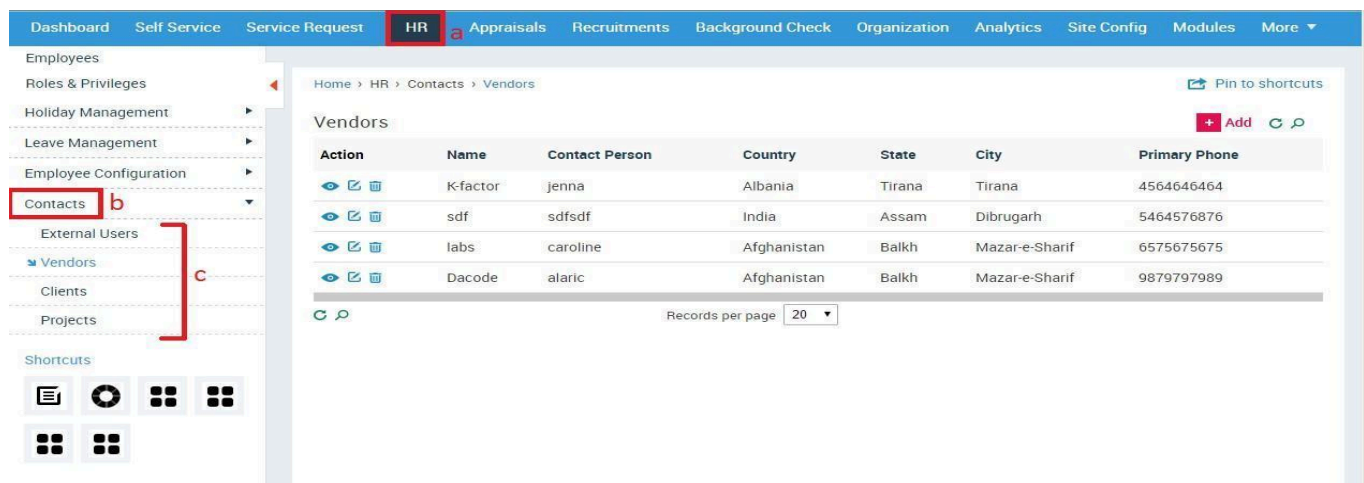 Dashboard Self Service Service Request HR a Appraisals Recruitments Background Check Organization Analytics Site Config Modules More
Employees
Roles & Privileges
Holiday Management
Leave Management
Employee Configuration
Contacts b
External Users
Vendors
Clients
Projects
c
Shortcuts
Home › HR › Contacts › Vendors
Pin to shortcuts
Vendors
+ Add
Action Name Contact Person Country State City Primary Phone
K-factor jenna Albania Tirana Tirana 4564646464
sdf sdfsdf India Assam Dibrugarh 5464576876
labs caroline Afghanistan Balkh Mazar-e-Sharif 6575675675
Dacode alaric Afghanistan Balkh Mazar-e-Sharif 9879797989
Records per page 20